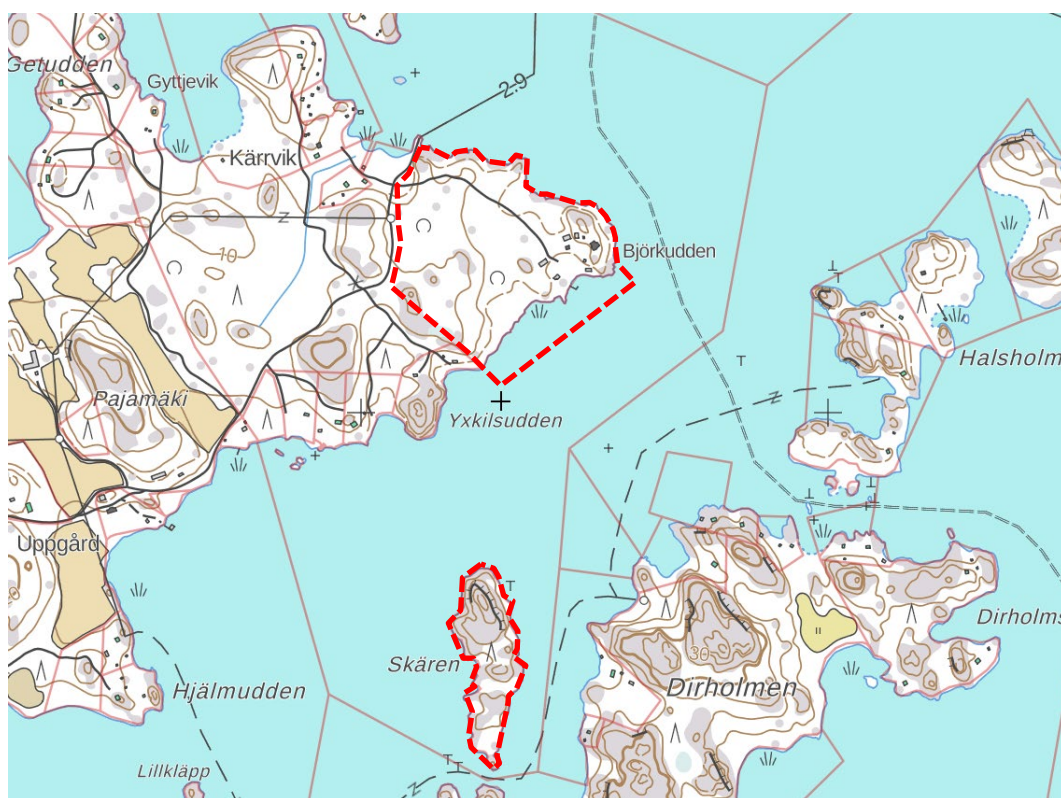 2.9
Getudden
Gyttjevik
Kärrvik
Björkudden
10
Halsholm
Pajamäki
Yxkilsudden
Uppgård
Dirholms
30
Skären
Dirholmen
Hjälmudden
Lillkläpp